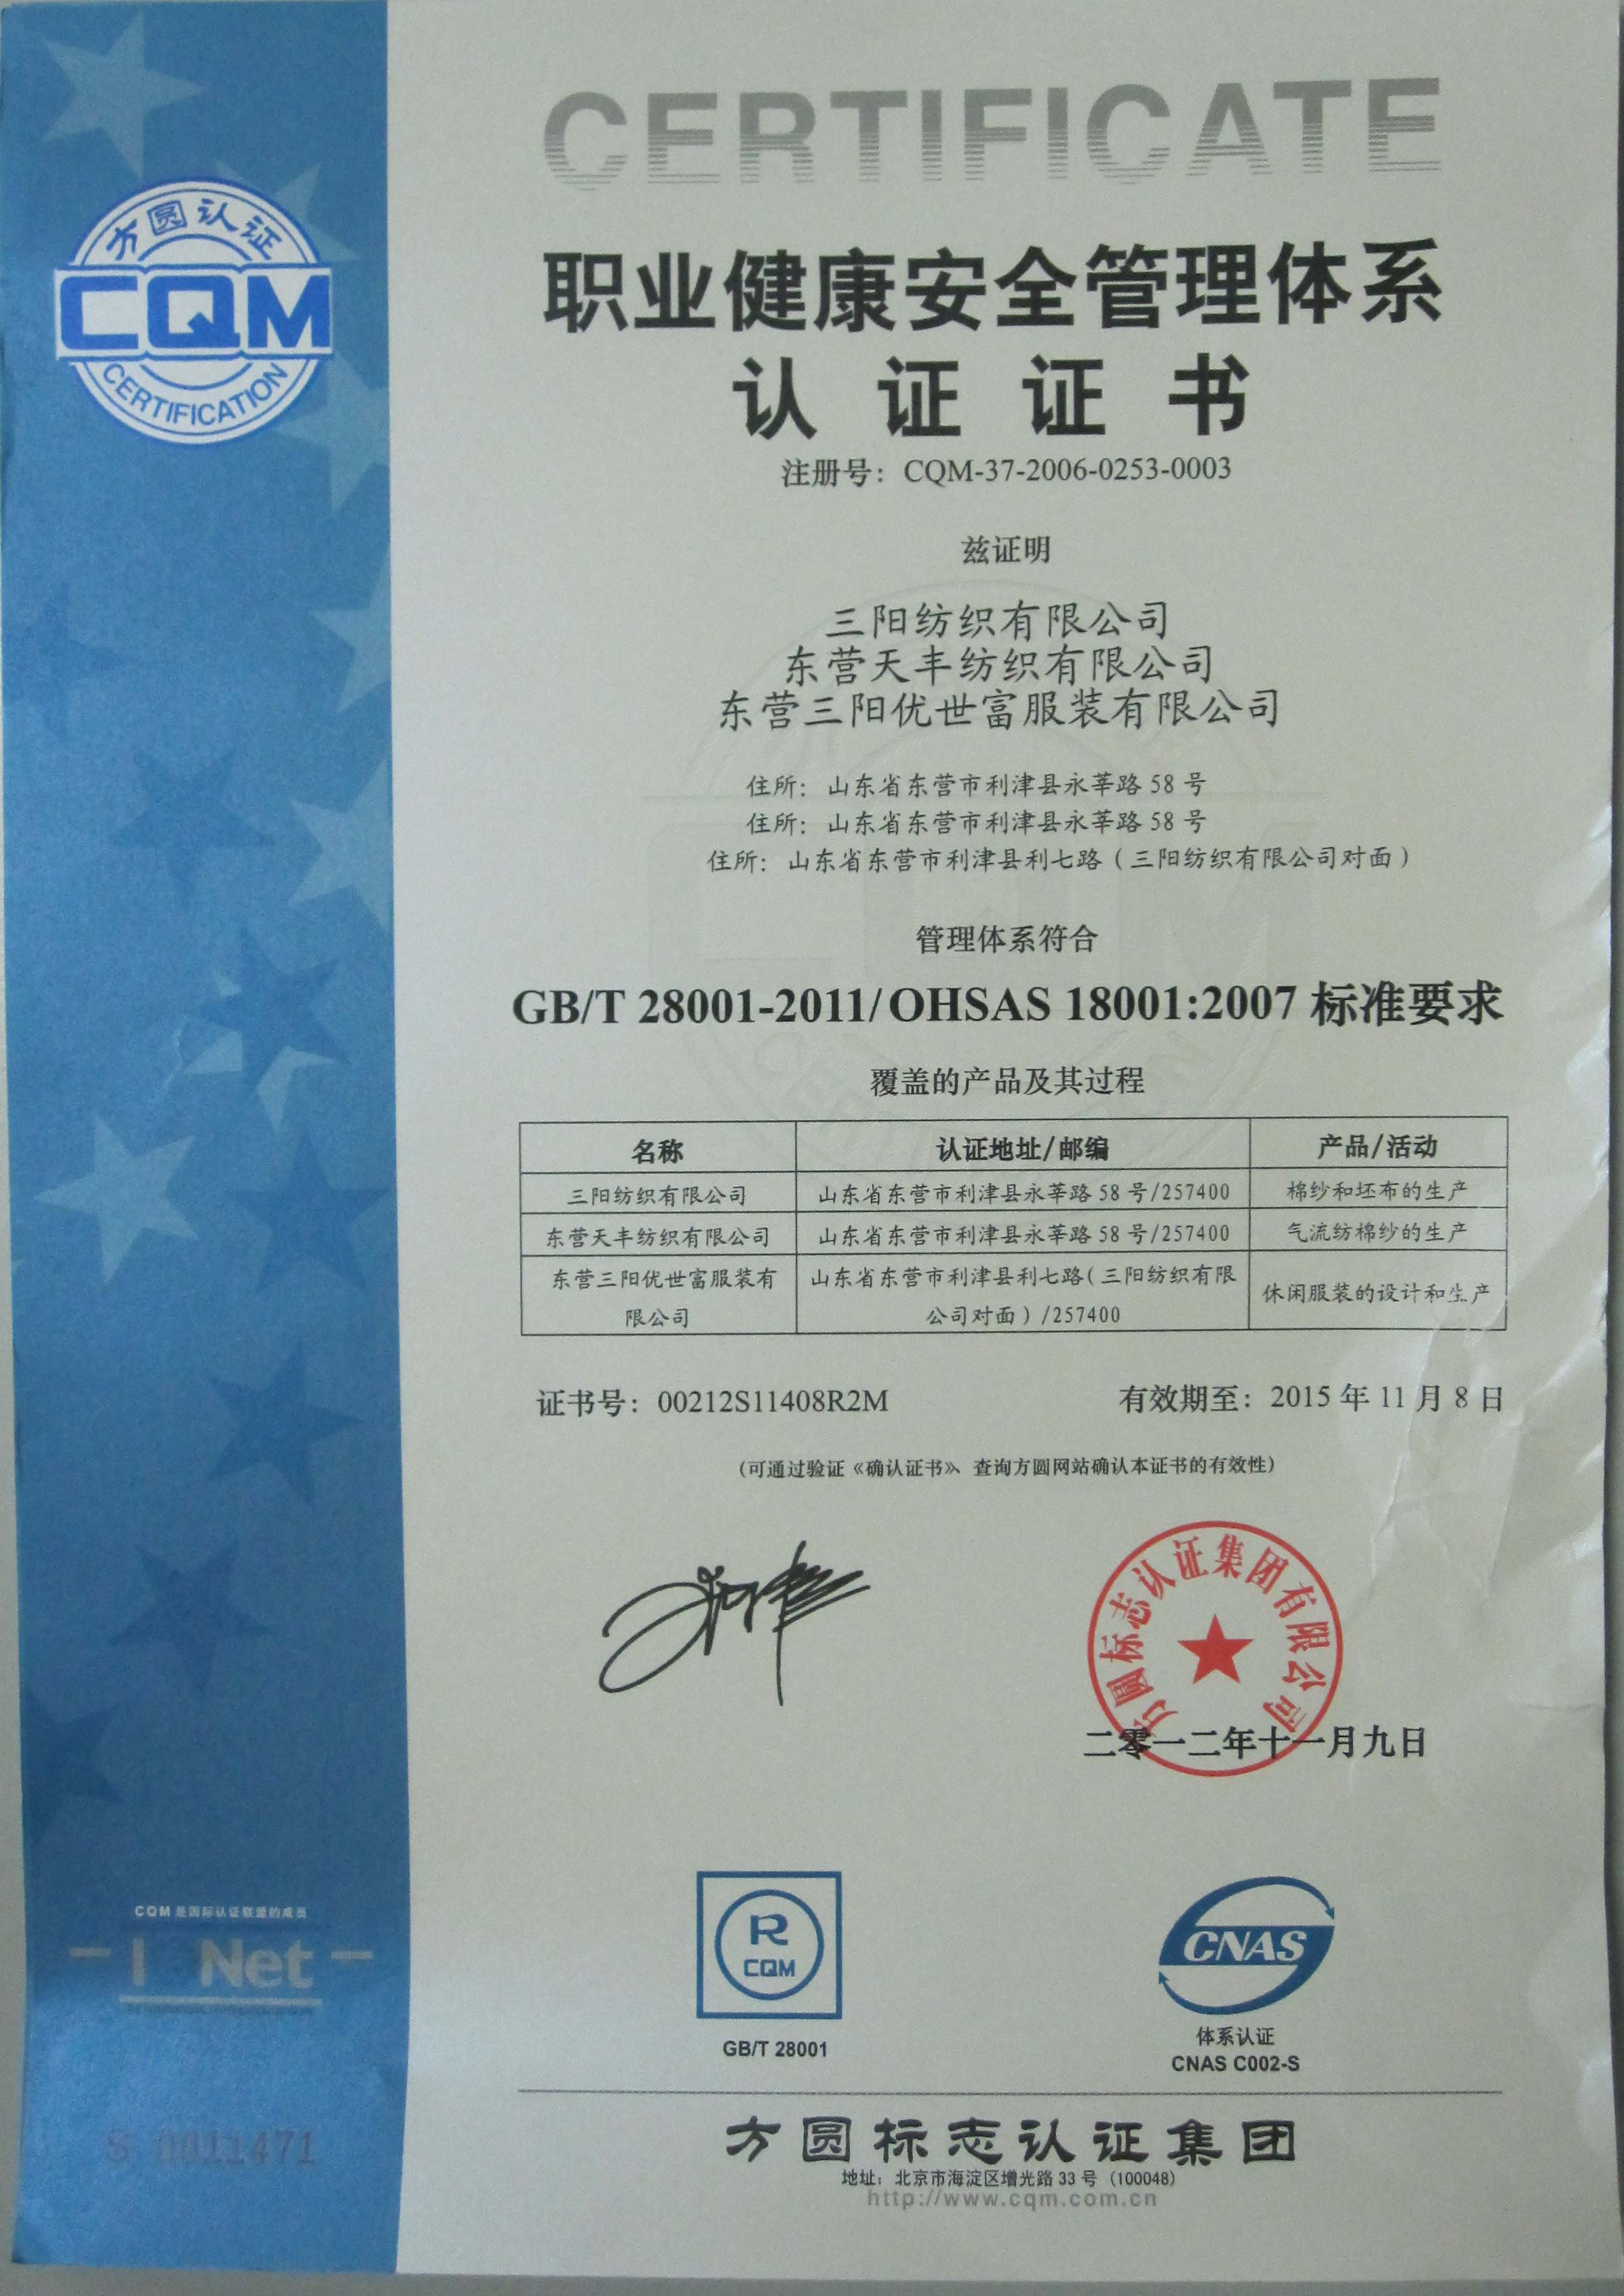 CERTIFICATE
方圆认证
CQM
CERTIFICATION
职业健康安全管理体系
认证证书
注册号：CQM-37-2006-0253-0003
兹证明
三阳纺织有限公司
东营天丰纺织有限公司
东营三阳优世富服装有限公司
住所：山东省东营市利津县永莘路 58 号
住所：山东省东营市利津县永莘路 58 号
住所：山东省东营市利津县利七路（三阳纺织有限公司对面）
管理体系符合
GB/T 28001-2011/OHSAS 18001:2007 标准要求
覆盖的产品及其过程
名称 认证地址/邮编 产品/活动
三阳纺织有限公司 山东省东营市利津县永莘路 58 号/257400 棉纱和坯布的生产
东营天丰纺织有限公司 山东省东营市利津县永莘路 58 号/257400 气流纺棉纱的生产
东营三阳优世富服装有 山东省东营市利津县利七路（三阳纺织有限 休闲服装的设计和生产
限公司 公司对面）/257400
证书号：00212S11408R2M 有效期至：2015 年 11 月 8 日
（可通过验证《确认证书》、查询方圆网站确认本证书的有效性）
方圆标志认证集团有限公司
二零一二年十一月九日
CQM 是国际认证联盟的成员
I Net
R
CQM
GB/T 28001
CNAS
体系认证
CNAS C002-S
S 0011471
方圆标志认证集团
地址：北京市海淀区增光路 33 号（100048）
http://www.cqm.com.cn